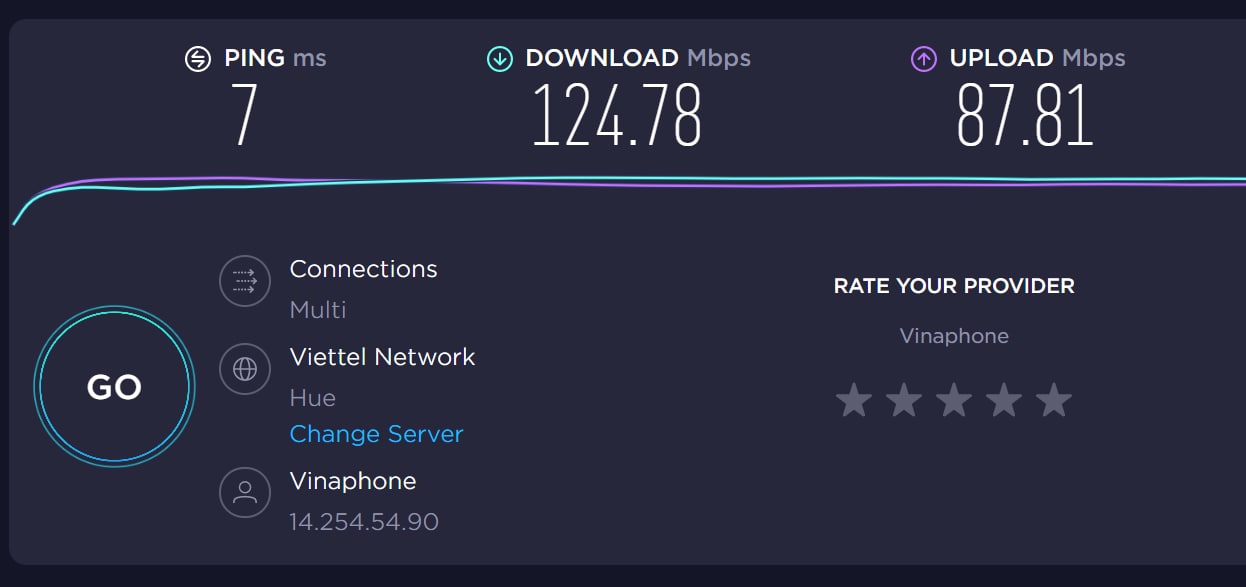 PING ms
7
DOWNLOAD Mbps
124.78
UPLOAD Mbps
87.81
GO
Connections
Multi
Viettel Network
Hue
Change Server
Vinaphone
14.254.54.90
RATE YOUR PROVIDER
Vinaphone